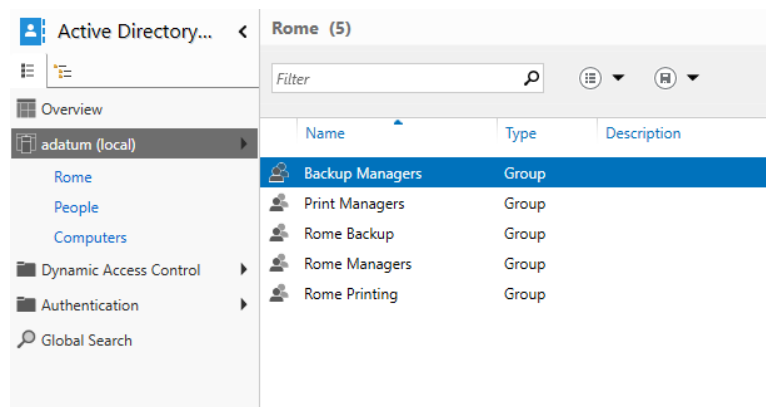 Active Directory...
Overview
adatum (local)
Rome
People
Computers
Dynamic Access Control
Authentication
Global Search
Rome (5)
Filter
Name Type Description
Backup Managers Group
Print Managers Group
Rome Backup Group
Rome Managers Group
Rome Printing Group